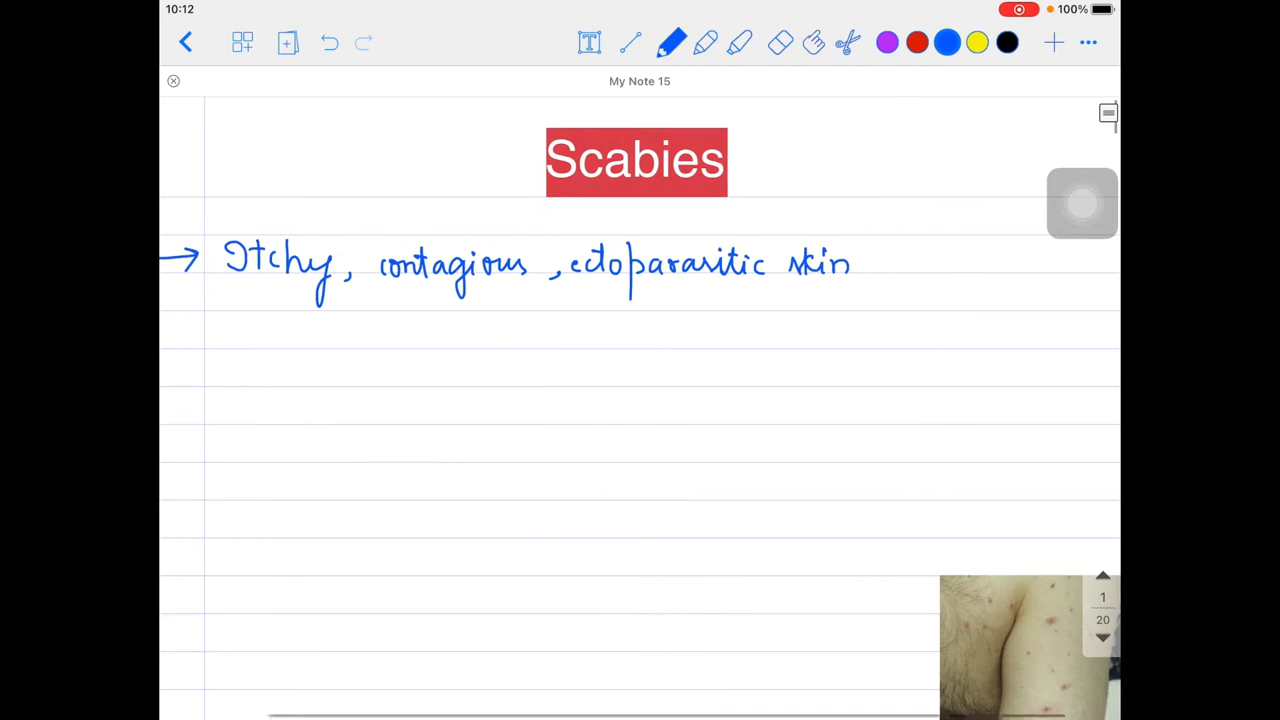 10:12
100%
T
My Note 15
Scabies
→ Itchy, contagious, ectoparasitic skin
1
20